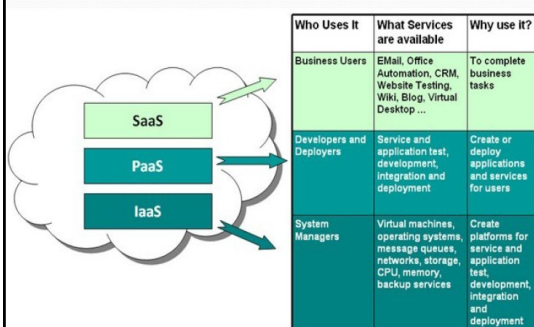 SaaS
PaaS
IaaS
Who Uses It
What Services
are available
Why use it?
Business Users
EMail, Office
Automation, CRM,
Website Testing,
Wiki, Blog, Virtual
Desktop ...
To complete
business
tasks
Developers and
Deployers
Service and
application test,
development,
integration and
deployment
Create or
deploy
applications
and services
for users
System
Managers
Virtual machines,
operating systems,
message queues,
networks, storage,
CPU, memory,
backup services
Create
platforms for
service and
application
test,
development,
integration
and
deployment